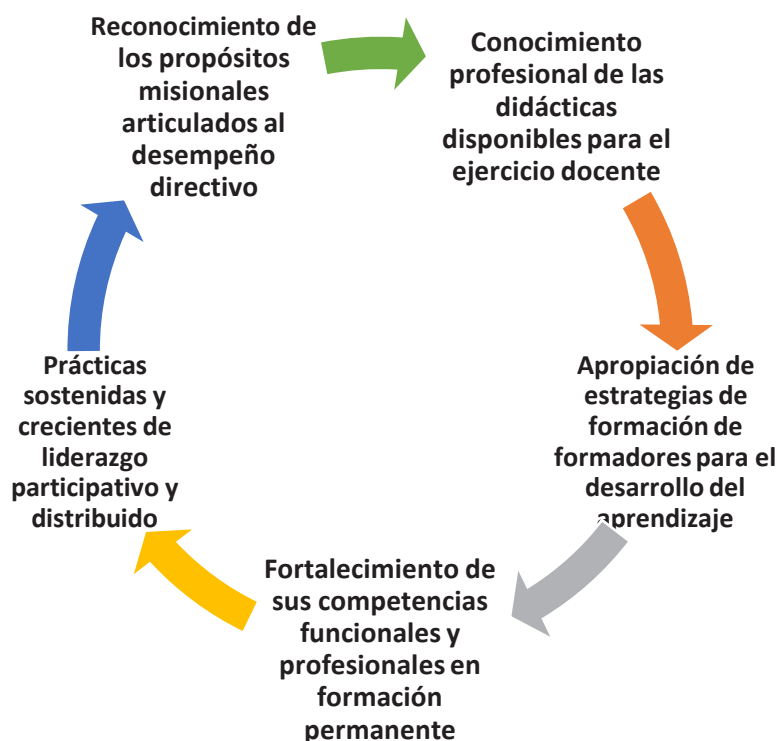 Reconocimiento de
los propósitos
misionales
articulados al
desempeño
directivo
Conocimiento
profesional de las
didácticas
disponibles para el
ejercicio docente
Apropiación de
estrategias de
formación de
formadores para el
desarrollo del
aprendizaje
Fortalecimiento de
sus competencias
funcionales y
profesionales en
formación
permanente
Prácticas
sostenidas y
crecientes de
liderazgo
participativo y
distribuido